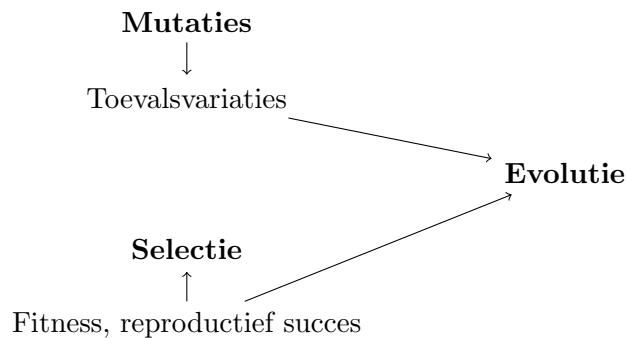 Mutaties
Toevalsvariaties
Evolutie
Selectie
Fitness, reproductief succes